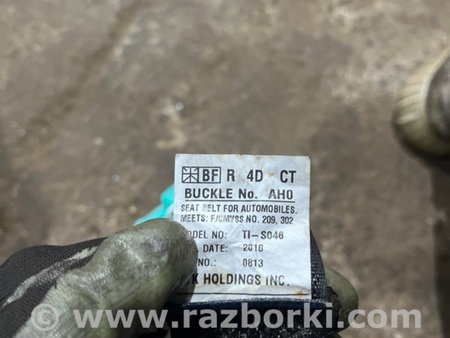 BF R 4D CT
BUCKLE No. AH0
SEAT BELT FOR AUTOMOBILES.
MEETS: F/CMVSS NO. 209, 302
MODEL NO: TI-S046
DATE: 2018
NO.: 0813
K HOLDINGS INC.
© www.razborki.com/